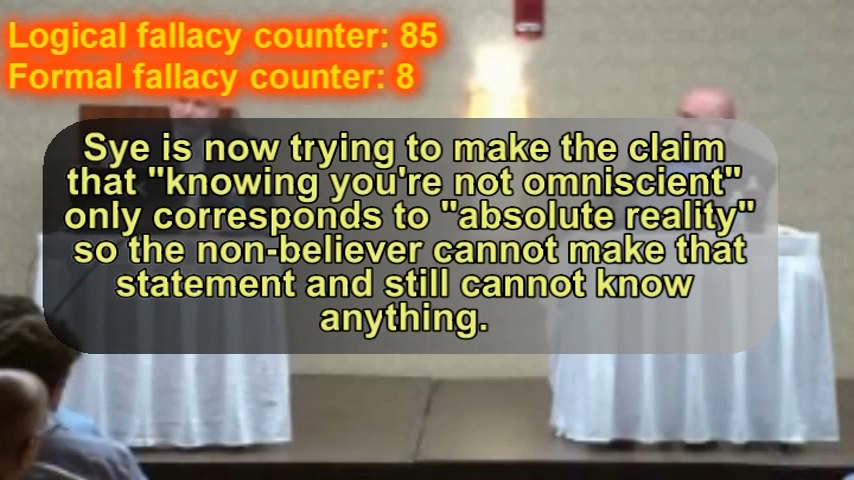 Logical fallacy counter: 85
Formal fallacy counter: 8
Sye is now trying to make the claim
that "knowing you're not omniscient"
only corresponds to "absolute reality"
so the non-believer cannot make that
statement and still cannot know
anything.